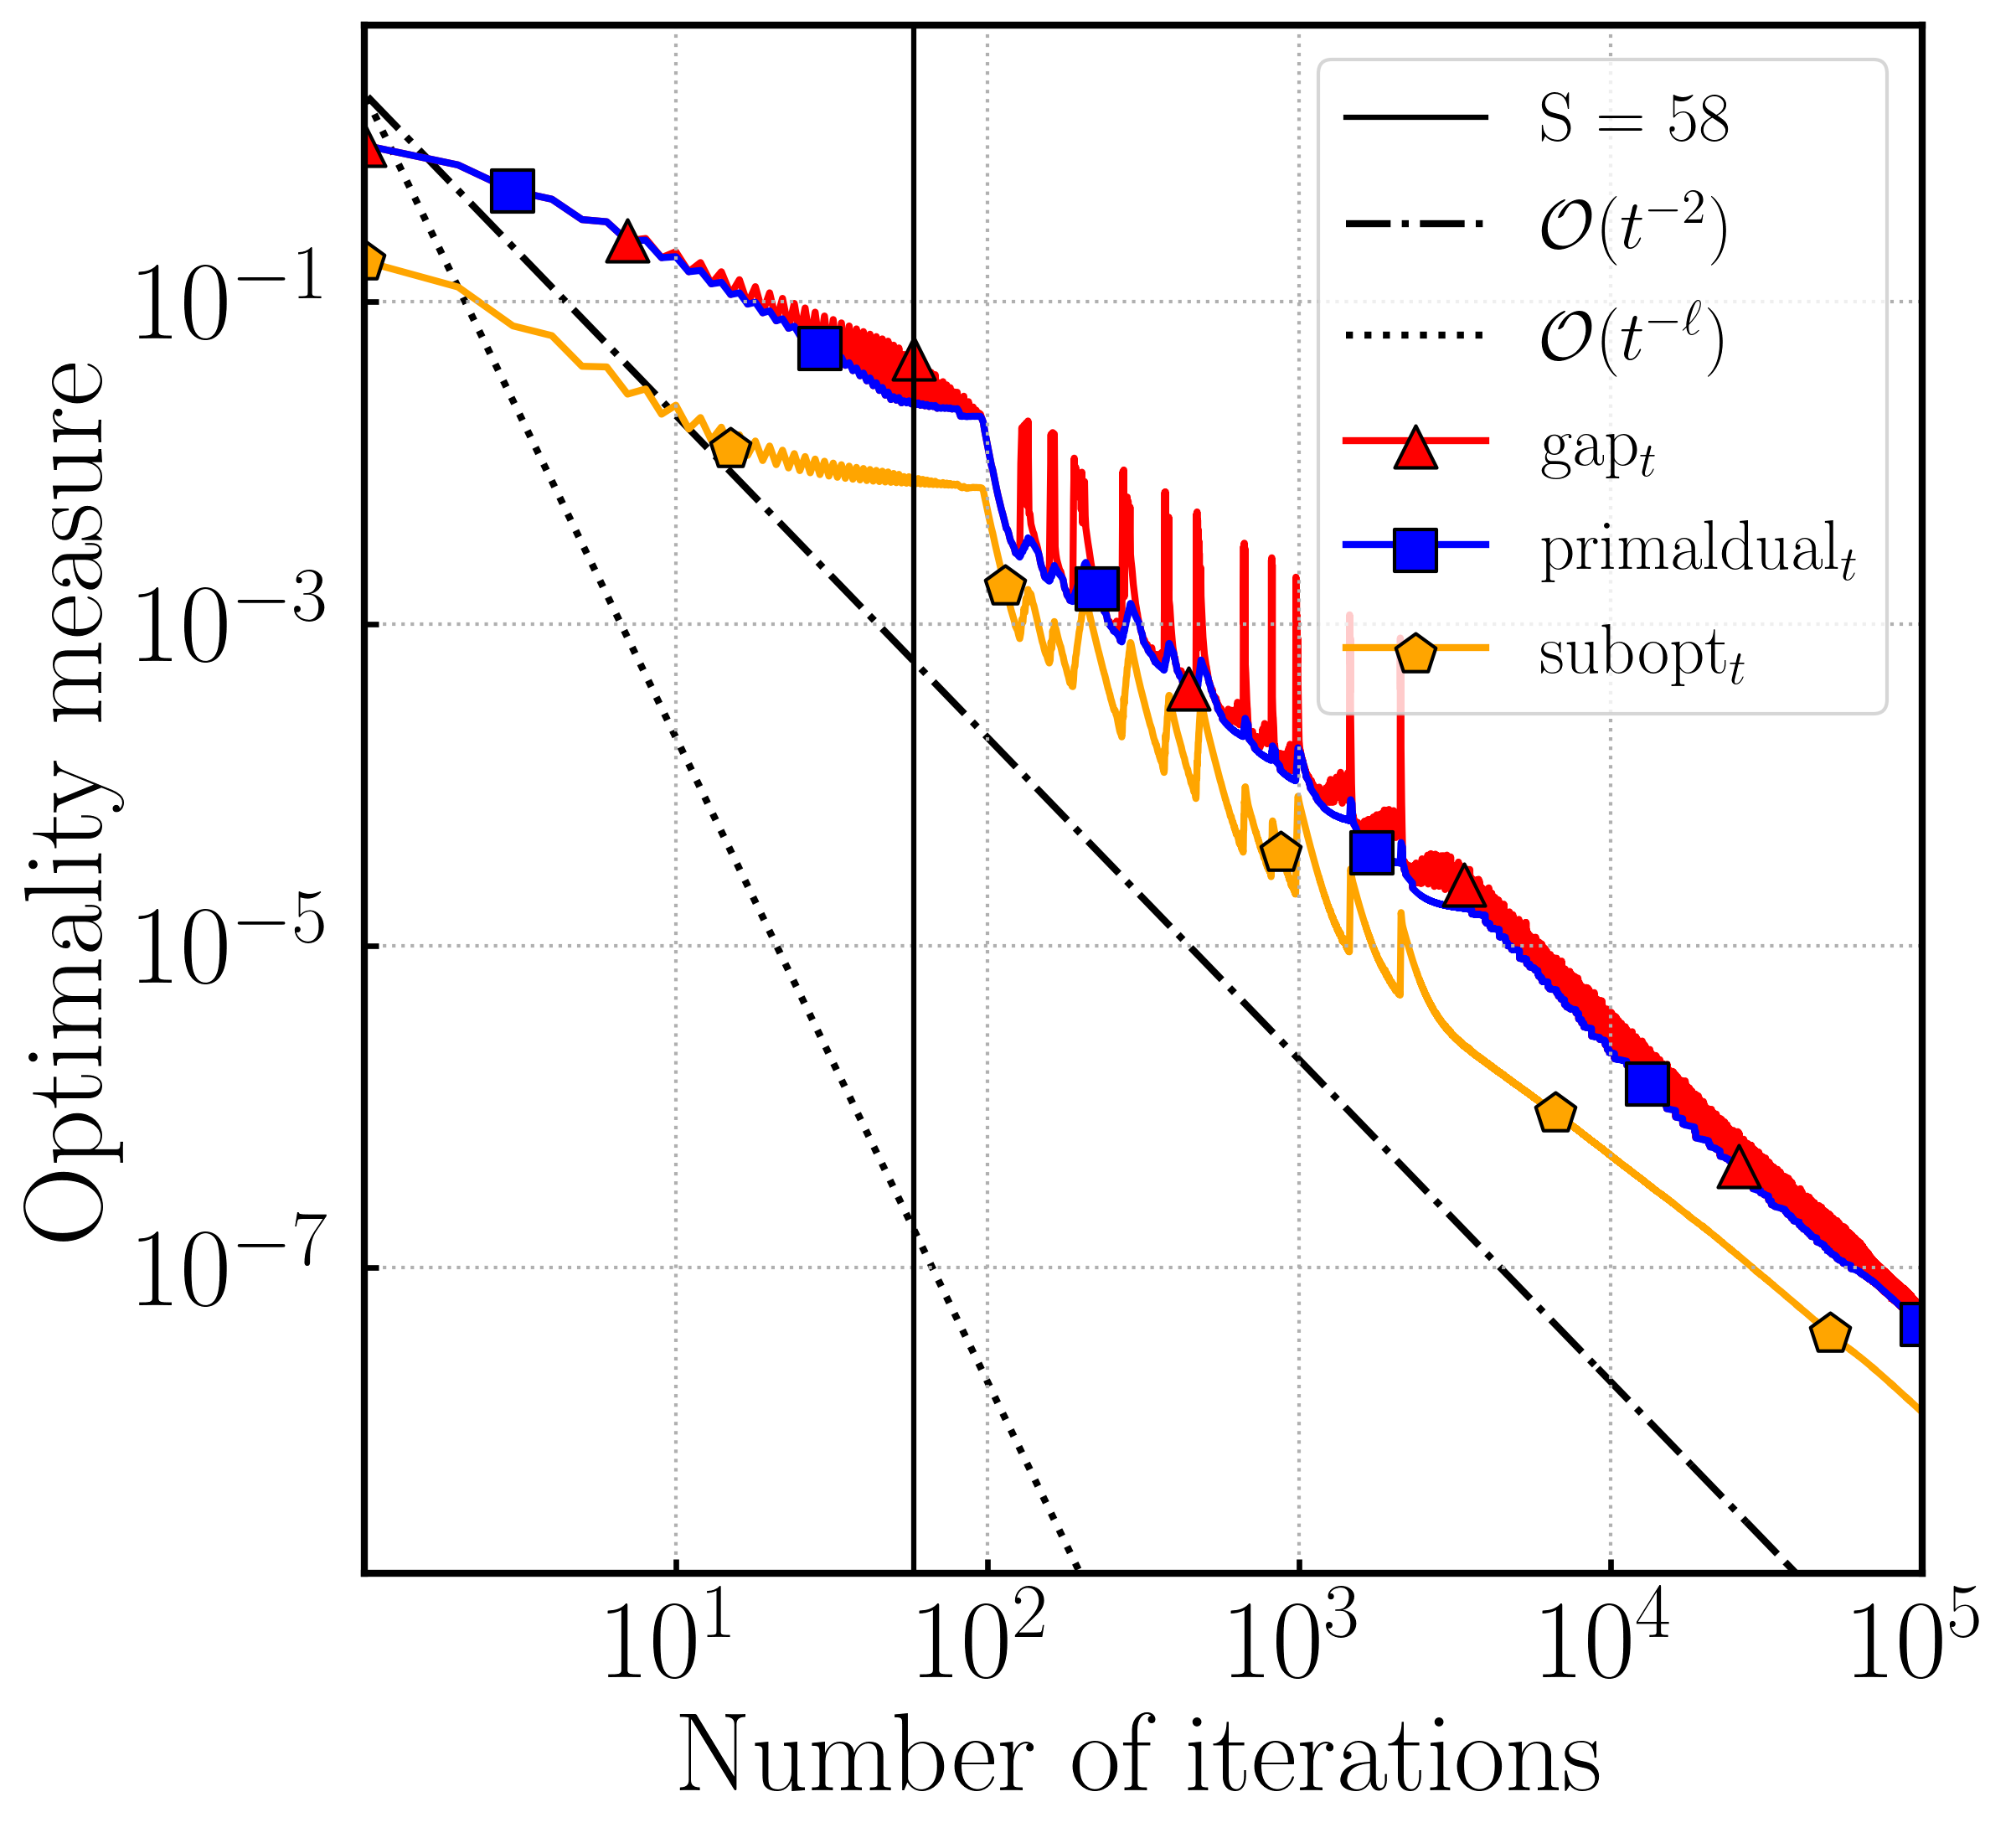 Optimality measure
10⁻¹
10⁻³
10⁻⁵
10⁻⁷
S = 58
𝒪(t⁻²)
𝒪(t^{-ℓ})
gapₜ
primaldualₜ
suboptₜ
10¹ 10² 10³ 10⁴ 10⁵
Number of iterations